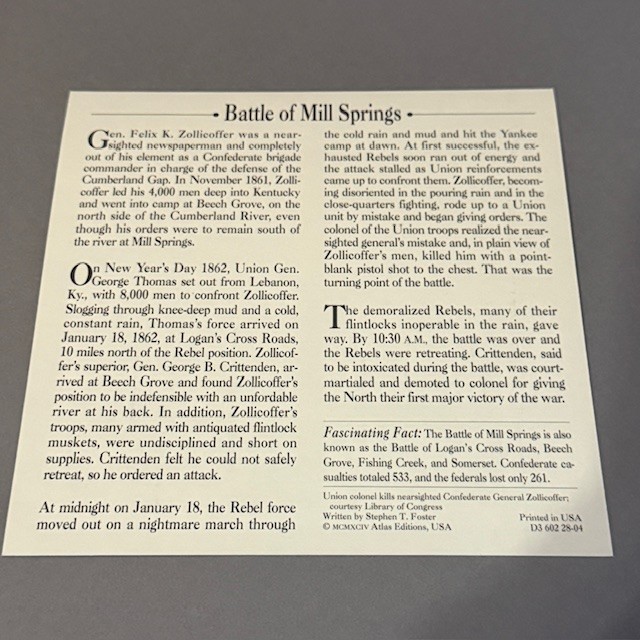 • Battle of Mill Springs •
Gen. Felix K. Zollicoffer was a near-
sighted newspaperman and completely
out of his element as a Confederate brigade
commander in charge of the defense of the
Cumberland Gap. In November 1861, Zolli-
coffer led his 4,000 men deep into Kentucky
and went into camp at Beech Grove, on the
north side of the Cumberland River, even
though his orders were to remain south of
the river at Mill Springs.
On New Year's Day 1862, Union Gen.
George Thomas set out from Lebanon,
Ky., with 8,000 men to confront Zollicoffer.
Slogging through knee-deep mud and a cold,
constant rain, Thomas's force arrived on
January 18, 1862, at Logan's Cross Roads,
10 miles north of the Rebel position. Zollicof-
fer's superior, Gen. George B. Crittenden, ar-
rived at Beech Grove and found Zollicoffer's
position to be indefensible with an unfordable
river at his back. In addition, Zollicoffer's
troops, many armed with antiquated flintlock
muskets, were undisciplined and short on
supplies. Crittenden felt he could not safely
retreat, so he ordered an attack.
At midnight on January 18, the Rebel force
moved out on a nightmare march through
the cold rain and mud and hit the Yankee
camp at dawn. At first successful, the ex-
hausted Rebels soon ran out of energy and
the attack stalled as Union reinforcements
came up to confront them. Zollicoffer, becom-
ing disoriented in the pouring rain and in the
close-quarters fighting, rode up to a Union
unit by mistake and began giving orders. The
colonel of the Union troops realized the near-
sighted general's mistake and, in plain view of
Zollicoffer's men, killed him with a point-
blank pistol shot to the chest. That was the
turning point of the battle.
The demoralized Rebels, many of their
flintlocks inoperable in the rain, gave
way. By 10:30 A.M., the battle was over and
the Rebels were retreating. Crittenden, said
to be intoxicated during the battle, was court-
martialed and demoted to colonel for giving
the North their first major victory of the war.
Fascinating Fact: The Battle of Mill Springs is also
known as the Battle of Logan's Cross Roads, Beech
Grove, Fishing Creek, and Somerset. Confederate ca-
sualties totaled 533, and the federals lost only 261.
Union colonel kills nearsighted Confederate General Zollicoffer;
courtesy Library of Congress
Written by Stephen T. Foster
© MCMXCIV Atlas Editions, USA
Printed in USA
D3 602 28-04